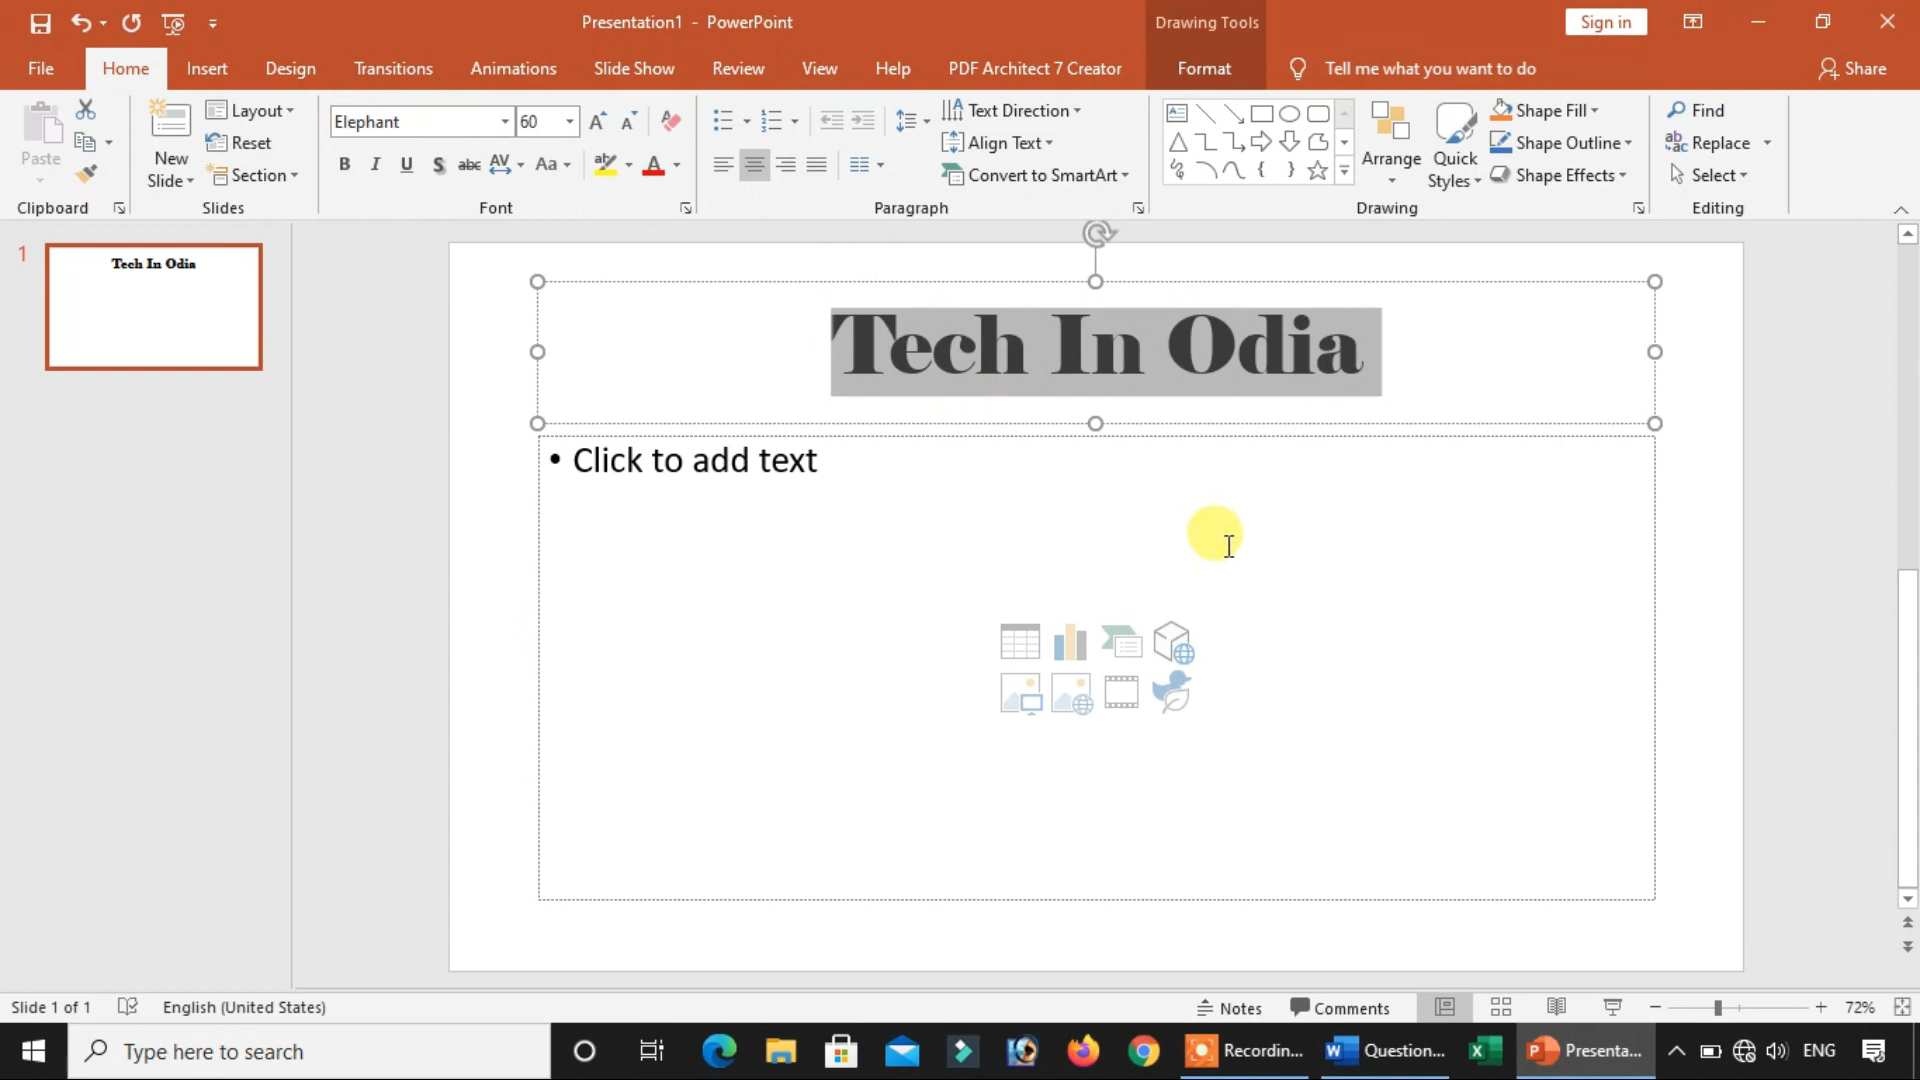 Presentation1 - PowerPoint
Drawing Tools
Sign in
File Home Insert Design Transitions Animations Slide Show Review View Help PDF Architect 7 Creator Format Tell me what you want to do Share
Paste
Clipboard
New
Slide
Layout
Reset
Section
Slides
Elephant 60
B I U S abc AV Aa A
Font
Text Direction
Align Text
Convert to SmartArt
Paragraph
Arrange
Quick
Styles
Shape Fill
Shape Outline
Shape Effects
Drawing
Find
Replace
Select
Editing
1
Tech In Odia
Tech In Odia
• Click to add text
Slide 1 of 1 English (United States) Notes Comments 72%
Type here to search Recordin... Question... Presenta... ENG